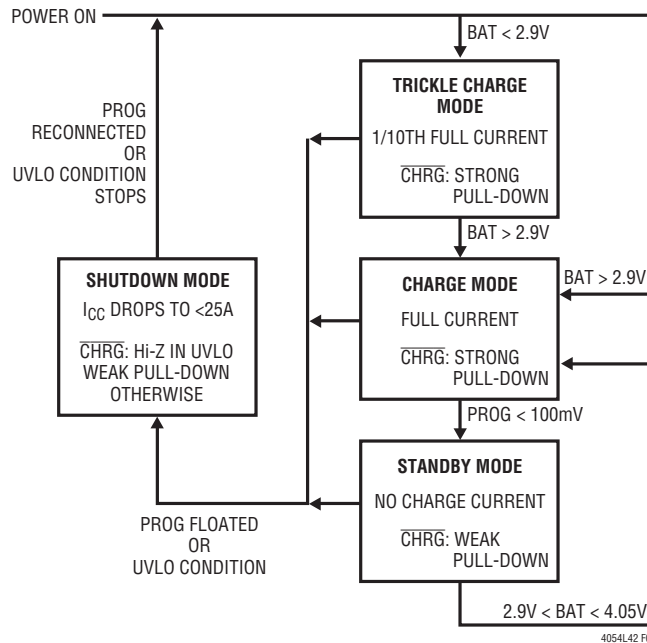 POWER ON
BAT < 2.9V
TRICKLE CHARGE
MODE
1/10TH FULL CURRENT
CHRG: STRONG
PULL-DOWN
PROG
RECONNECTED
OR
UVLO CONDITION
STOPS
BAT > 2.9V
SHUTDOWN MODE
ICC DROPS TO <25A
CHRG: Hi-Z IN UVLO
WEAK PULL-DOWN
OTHERWISE
CHARGE MODE
FULL CURRENT
CHRG: STRONG
PULL-DOWN
BAT > 2.9V
PROG < 100mV
STANDBY MODE
NO CHARGE CURRENT
CHRG: WEAK
PULL-DOWN
PROG FLOATED
OR
UVLO CONDITION
2.9V < BAT < 4.05V
4054L42